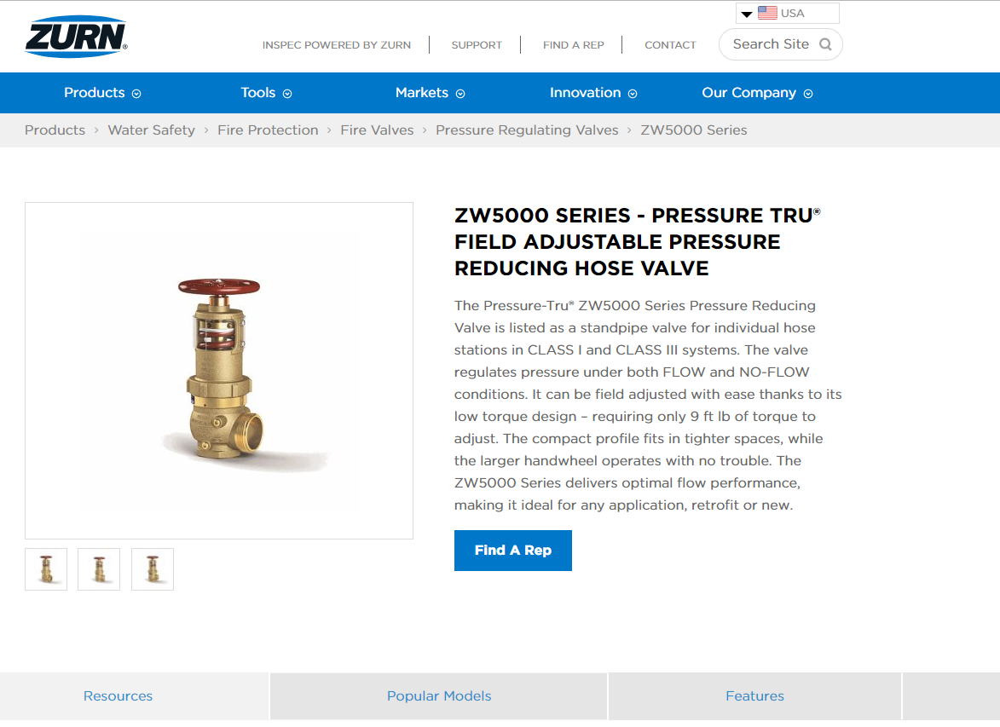 USA
ZURN®
INSPEC POWERED BY ZURN
SUPPORT
FIND A REP
CONTACT
Search Site
Products
Tools
Markets
Innovation
Our Company
Products › Water Safety › Fire Protection › Fire Valves › Pressure Regulating Valves › ZW5000 Series
ZW5000 SERIES - PRESSURE TRU®
FIELD ADJUSTABLE PRESSURE
REDUCING HOSE VALVE
The Pressure-Tru® ZW5000 Series Pressure Reducing
Valve is listed as a standpipe valve for individual hose
stations in CLASS I and CLASS III systems. The valve
regulates pressure under both FLOW and NO-FLOW
conditions. It can be field adjusted with ease thanks to its
low torque design – requiring only 9 ft lb of torque to
adjust. The compact profile fits in tighter spaces, while
the larger handwheel operates with no trouble. The
ZW5000 Series delivers optimal flow performance,
making it ideal for any application, retrofit or new.
Find A Rep
Resources
Popular Models
Features